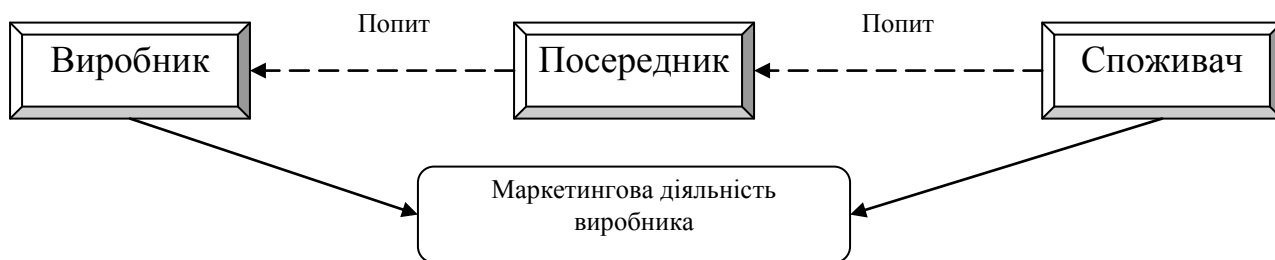 Попит
Попит
Виробник
Посередник
Споживач
Маркетингова діяльність
виробника